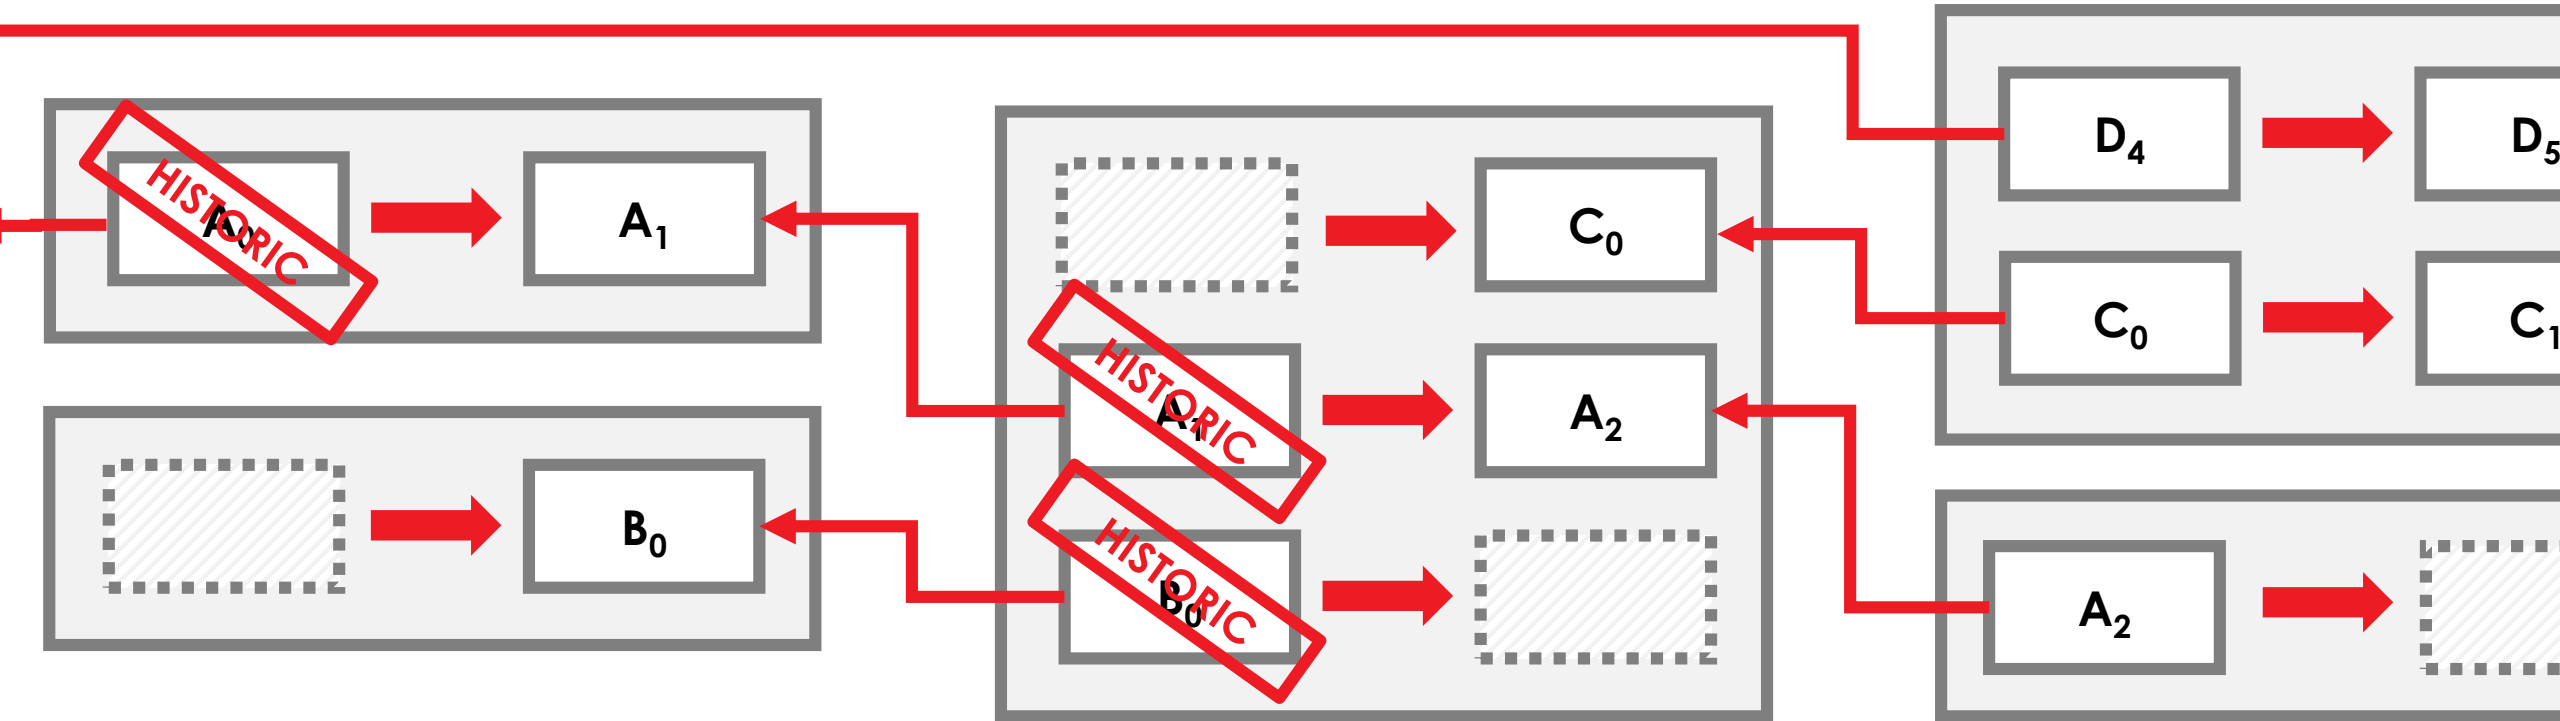 HISTORIC
A₀
A₁
B₀
C₀
HISTORIC
A₁
A₂
HISTORIC
B₀
D₄
D₅
C₀
C₁
A₂